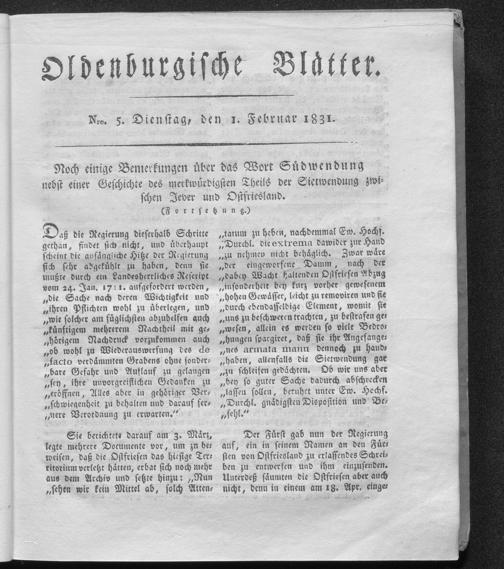 Oldenburgische Blätter.
Nro. 5. Dienstag, den 1. Februar 1831.
Noch einige Bemerkungen über das Wort Südwendung
nebst einer Geschichte des merkwürdigsten Theils der Sietwendung zwi-
schen Jever und Ostfriesland.
(Fortsetzung.)
Daß die Regierung dieserhalb Schritte
gethan, findet sich nicht, und überhaupt
scheint die anfängliche Hitze der Regierung
sich sehr abgekühlt zu haben, denn sie
mußte durch ein Landesherrliches Rescript
vom 24. Jan. 1711. aufgefordert werden,
„die Sache nach deren Wichtigkeit und
„ihren Pflichten wohl zu überlegen, und
„wie solcher am füglichsten abzuhelfen auch
„künftigem mehrerem Nachtheil mit ge-
„hörigem Nachdruck vorzukommen auch
„ob wohl zu Wiederauswerfung des de
„facto verdämmten Grabens ohne sonder-
„bare Gefahr und Auflauf zu gelangen
„sey, ihre unvorgreiflichen Gedanken zu
„eröffnen, Alles aber in gehöriger Ver-
„schwiegenheit zu behalten und darauf fer-
„nere Verordnung zu erwarten.“
Sie berichtete darauf am 3. März,
legte mehrere Documente vor, um zu be-
weisen, daß die Ostfriesen das hiesige Ter-
ritorium verletzt hätten, erbat sich noch mehr
aus dem Archiv und setzte hinzu: „Nun
„sehen wir kein Mittel ab, solch Atten-
„tatum zu heben, nachdemmal Ew. Hochf.
„Durchl. die extrema dawider zur Hand
„zu nehmen nicht behäglich. Zwar wäre
„der eingeworfene Damm, nach der
„dabey Wacht haltenden Ostfriesen Abzug
„insonderheit bey kurz vorher gewesenem
„hohen Gewässer, leicht zu removiren und sie
„durch ebendasselbige Element, womit sie
„uns zu beschweren trachten, zu bestrafen ge-
„wesen, allein es werden so viele Bedro-
„hungen spargiret, daß sie ihr Angefange-
„nes armata manu dennoch zu hand-
„haben, allenfalls die Sietwendung gar
„zu schleifen gedächten. Ob wir uns aber
„bey so guter Sache dadurch abschrecken
„lassen sollen, beruhet unter Ew. Hochf.
„Durchl. gnädigsten Disposition und Be-
„fehl.“
Der Fürst gab nun der Regierung
auf, ein in seinem Namen an den Für-
sten von Ostfriesland zu erlassendes Schrei-
ben zu entwerfen und ihm einzusenden.
Unterdeß säumten die Ostfriesen aber auch
nicht, denn in einem am 18. Apr. einge-